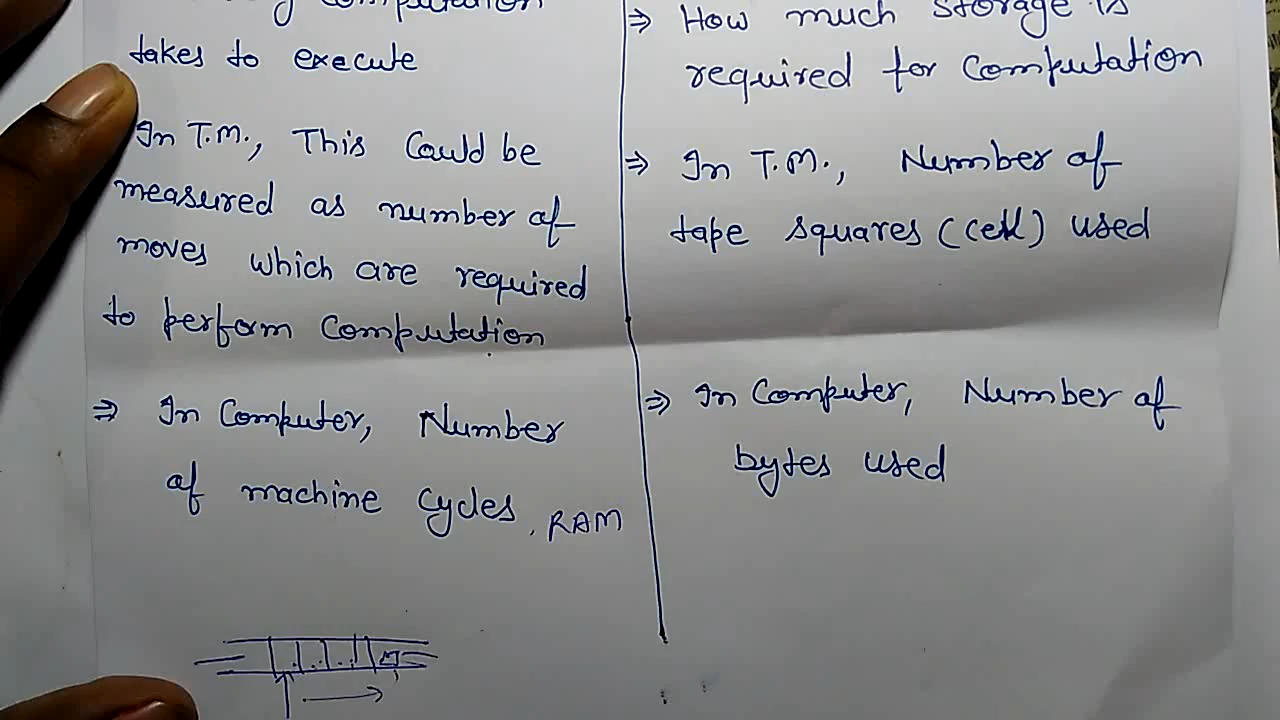 computation
takes to execute
In T.M., This Could be
measured as number of
moves which are required
to perform Computation
⇒ In Computer, Number
of machine Cycles, RAM
⇒ How much storage is
required for Computation
⇒ In T.M., Number of
tape squares (cell) used
⇒ In Computer, Number of
bytes used